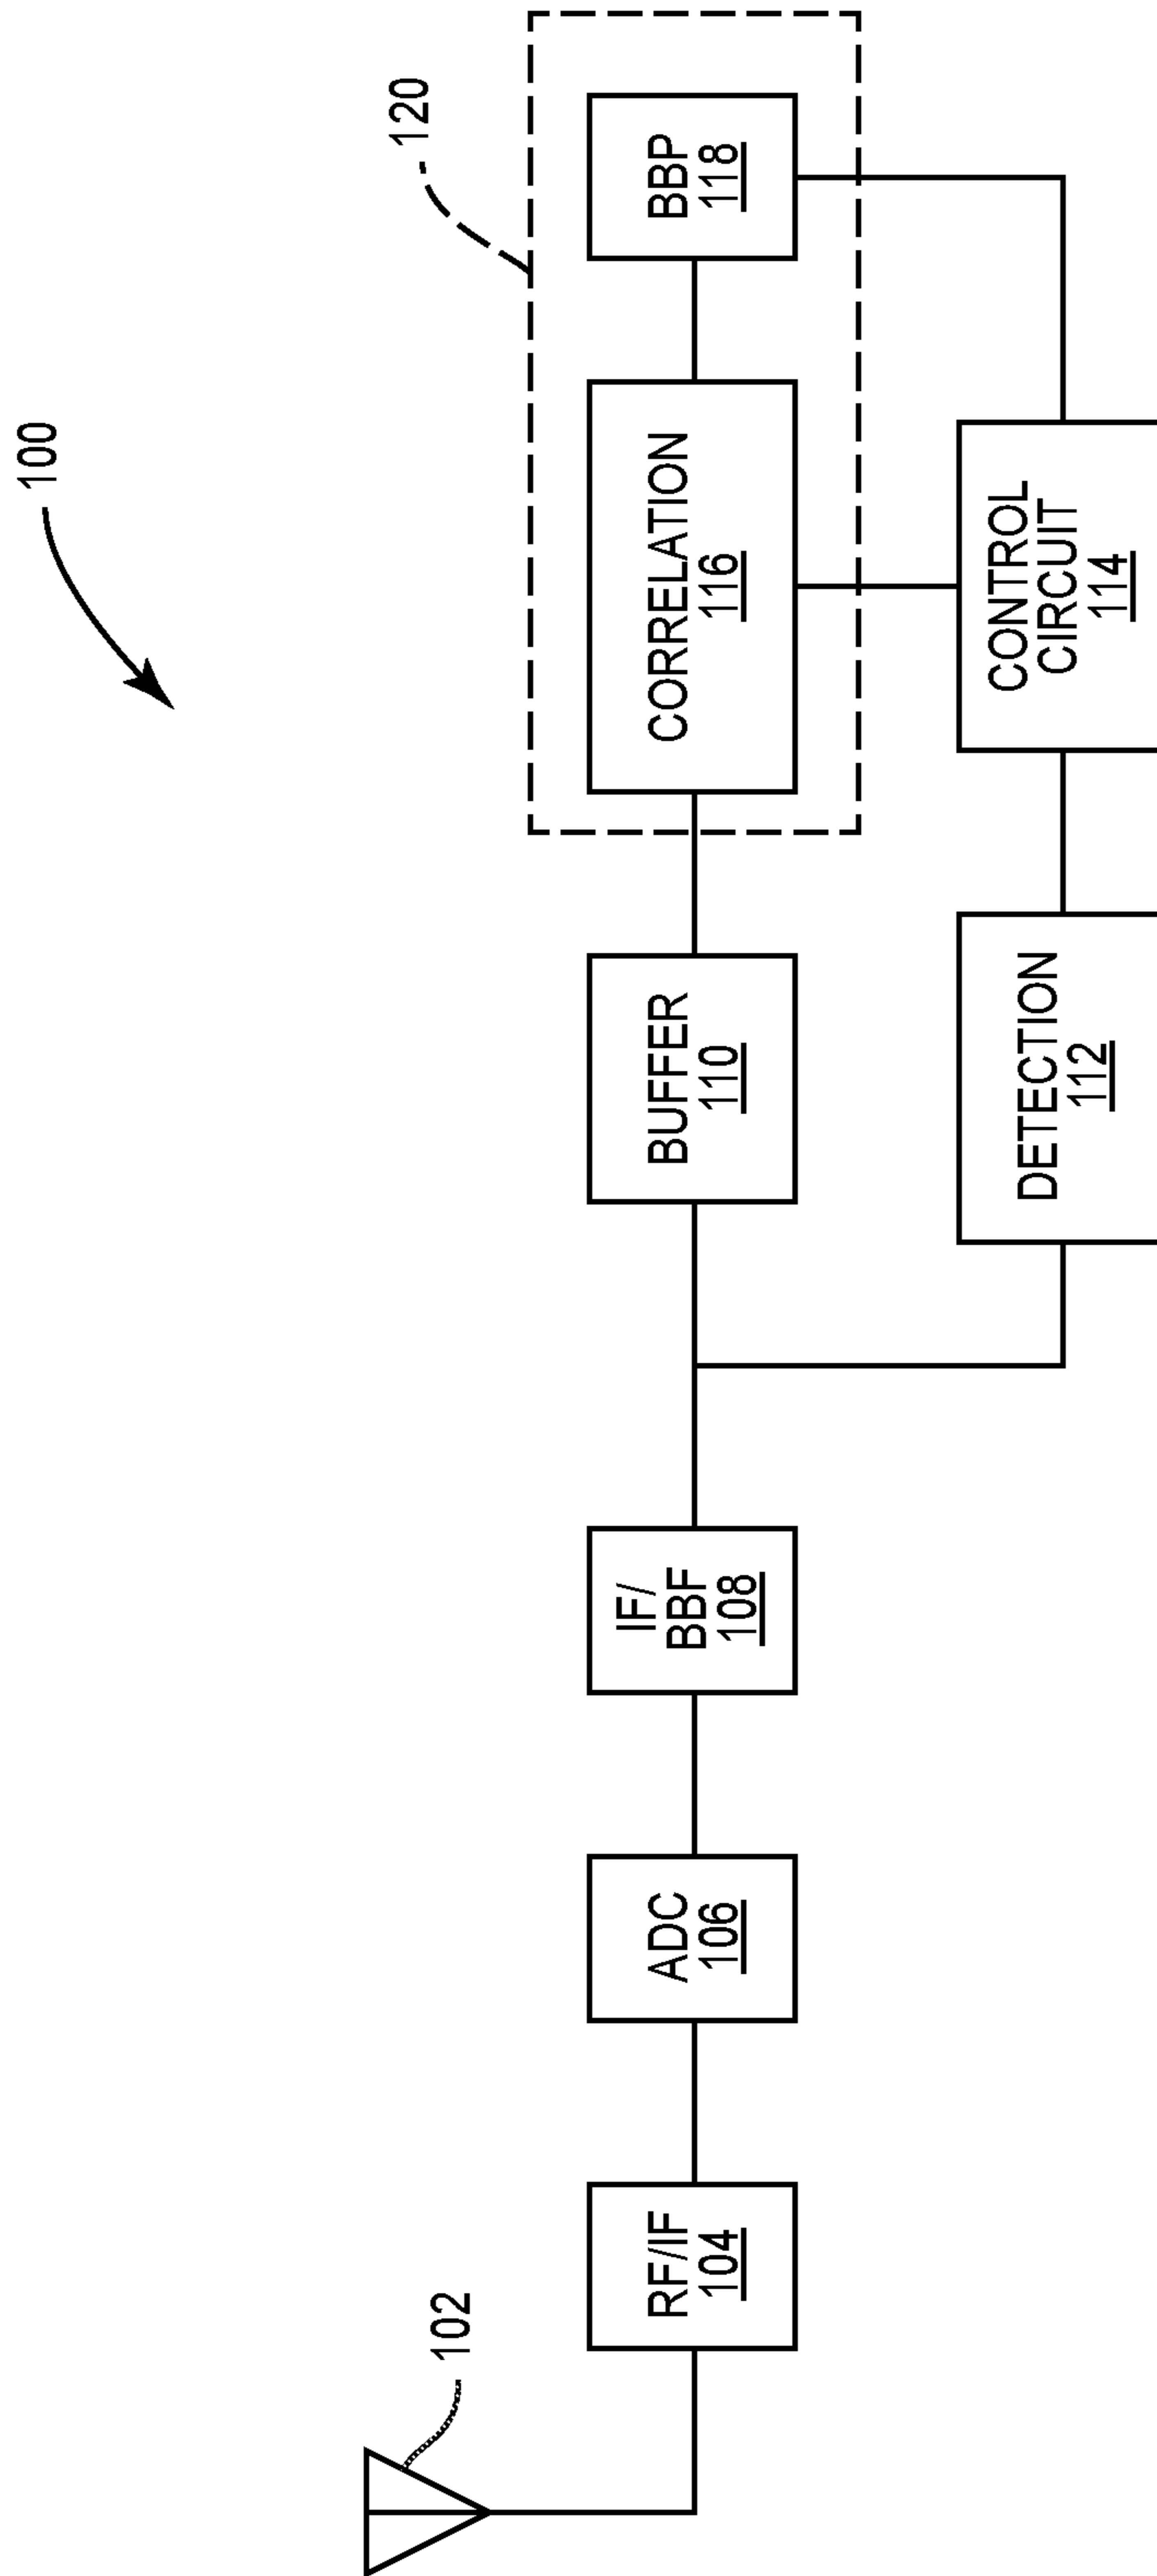 100
120
102
RF/IF
104
ADC
106
IF/
BBF
108
BUFFER
110
CORRELATION
116
BBP
118
DETECTION
112
CONTROL
CIRCUIT
114